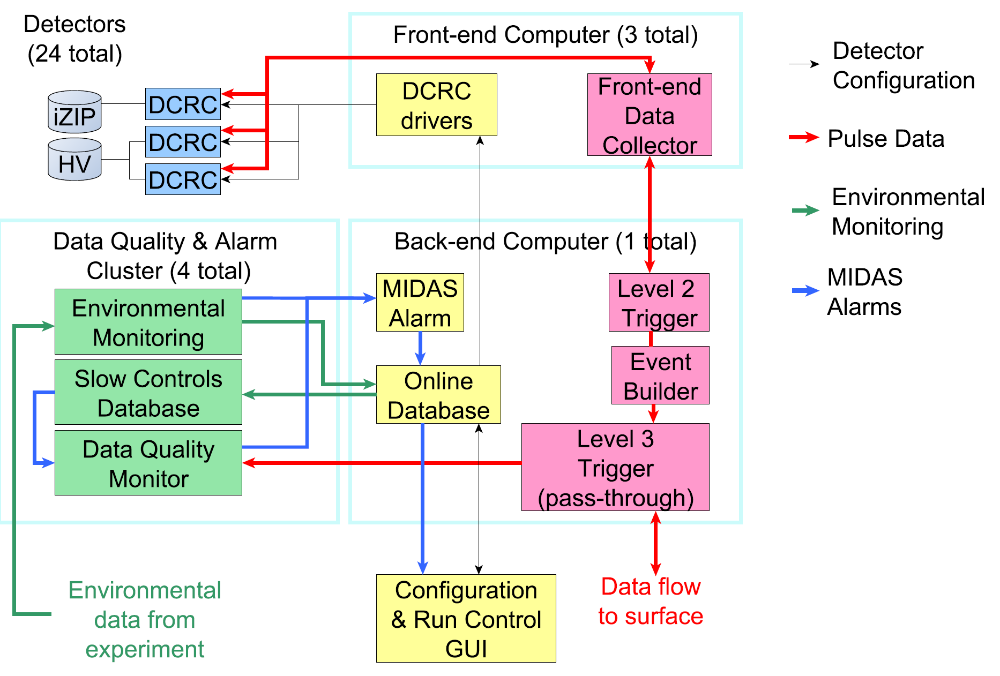 Detectors
(24 total)
Front-end Computer (3 total)
iZIP
HV
DCRC
DCRC
DCRC
DCRC
drivers
Front-end
Data
Collector
Detector
Configuration
Pulse Data
Environmental
Monitoring
MIDAS
Alarms
Data Quality & Alarm
Cluster (4 total)
Environmental
Monitoring
Slow Controls
Database
Data Quality
Monitor
Back-end Computer (1 total)
MIDAS
Alarm
Online
Database
Level 2
Trigger
Event
Builder
Level 3
Trigger
(pass-through)
Environmental
data from
experiment
Configuration
& Run Control
GUI
Data flow
to surface